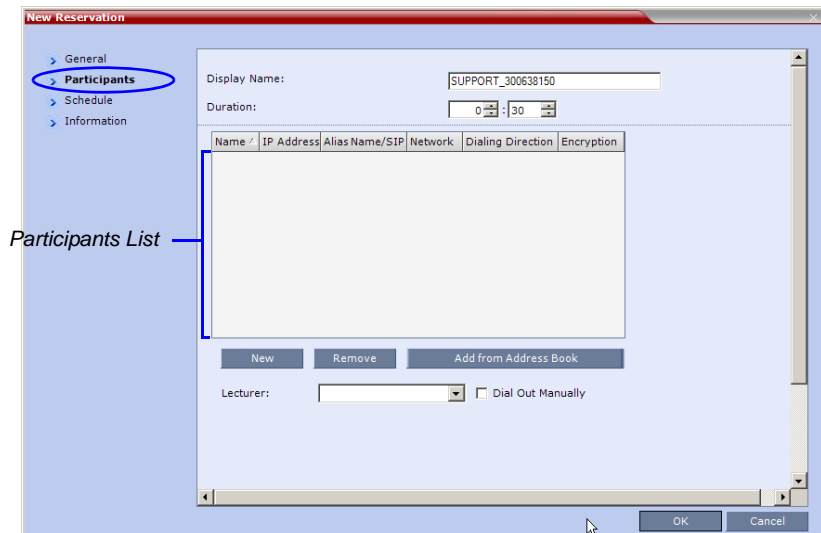 New Reservation
General
Participants
Schedule
Information
Display Name: SUPPORT_300638150
Duration: 0 : 30
Name IP Address Alias Name/SIP Network Dialing Direction Encryption
Participants List
New Remove Add from Address Book
Lecturer: Dial Out Manually
OK Cancel